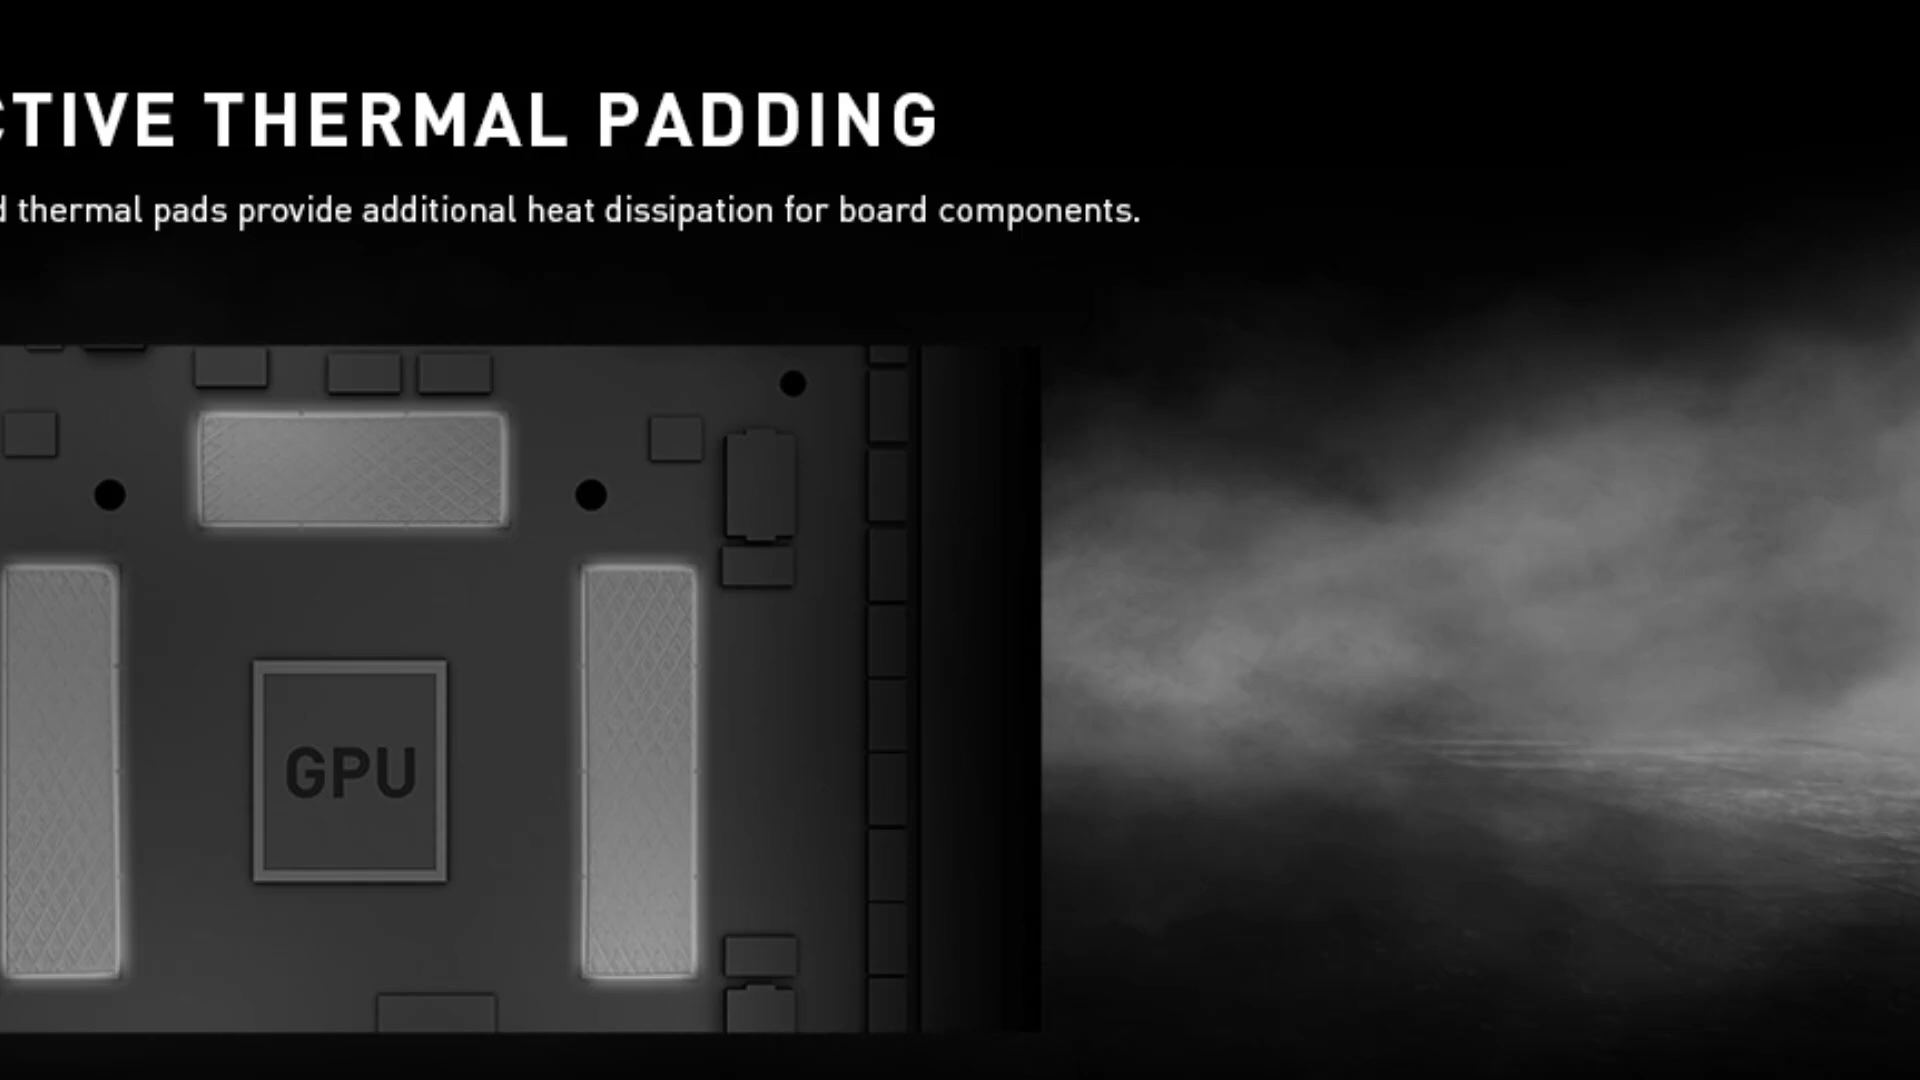 CTIVE THERMAL PADDING
d thermal pads provide additional heat dissipation for board components.
GPU